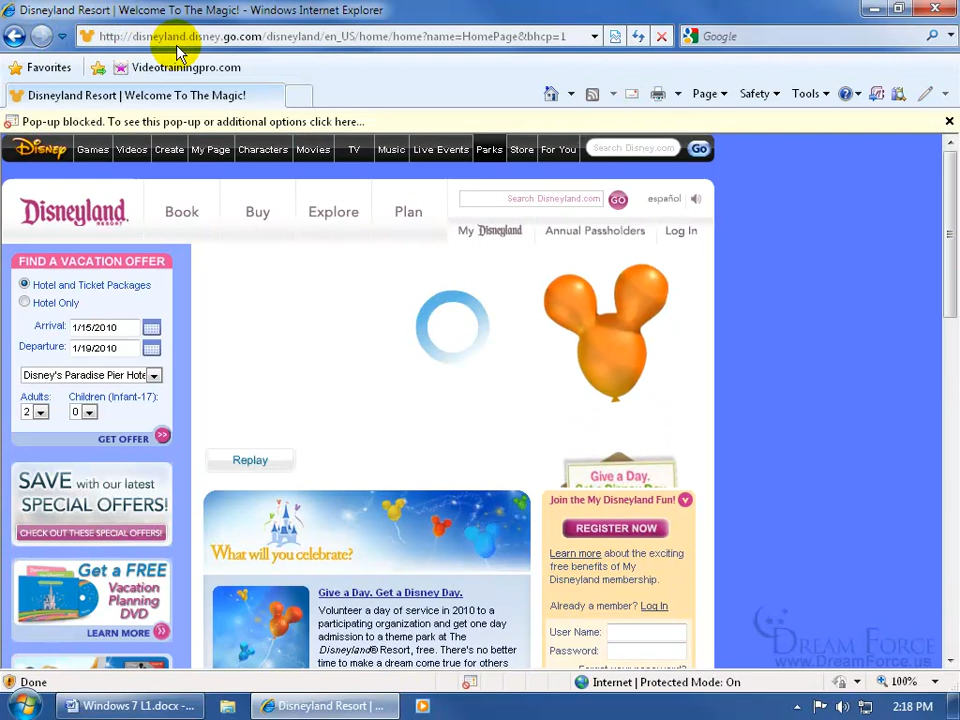 Disneyland Resort | Welcome To The Magic! - Windows Internet Explorer
http://disneyland.disney.go.com/disneyland/en_US/home/home?name=HomePage&bhcp=1
Google
Favorites
Videotrainingpro.com
Disneyland Resort | Welcome To The Magic!
Page
Safety
Tools
Pop-up blocked. To see this pop-up or additional options click here...
Disney Games Videos Create My Page Characters Movies TV Music Live Events Parks Store For You Search Disney.com Go
Disneyland RESORT
Book Buy Explore Plan
Search Disneyland.com GO español
My Disneyland Annual Passholders Log In
FIND A VACATION OFFER
Hotel and Ticket Packages
Hotel Only
Arrival: 1/15/2010
Departure: 1/19/2010
Disney's Paradise Pier Hote
Adults: Children (Infant-17):
2 0
GET OFFER >>
SAVE with our latest
SPECIAL OFFERS!
CHECK OUT THESE SPECIAL OFFERS!
Get a FREE
Vacation
Planning
DVD
LEARN MORE >>
Replay
What will you celebrate?
Give a Day. Get a Disney Day.
Volunteer a day of service in 2010 to a
participating organization and get one day
admission to a theme park at The
Disneyland® Resort, free. There's no better
time to make a dream come true for others
Give a Day.
Join the My Disneyland Fun!
REGISTER NOW
Learn more about the exciting
free benefits of My
Disneyland membership.
Already a member? Log In
User Name:
Password:
DREAM FORCE
www.DreamForce.us
Done
Internet | Protected Mode: On
100%
Windows 7 L1.docx -...
Disneyland Resort | ...
2:18 PM